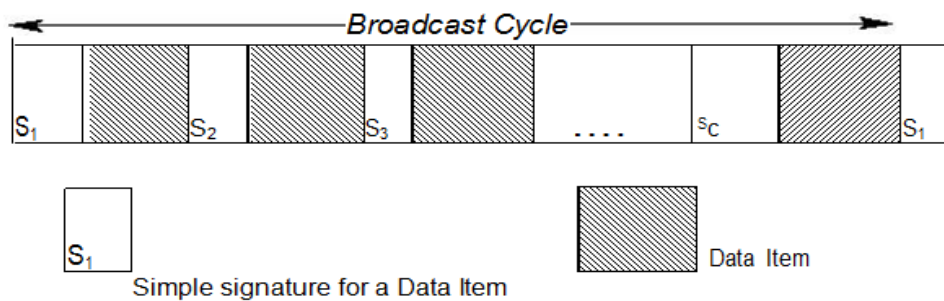 Broadcast Cycle
S1 S2 S3 .... SC S1
S1
Data Item
Simple signature for a Data Item